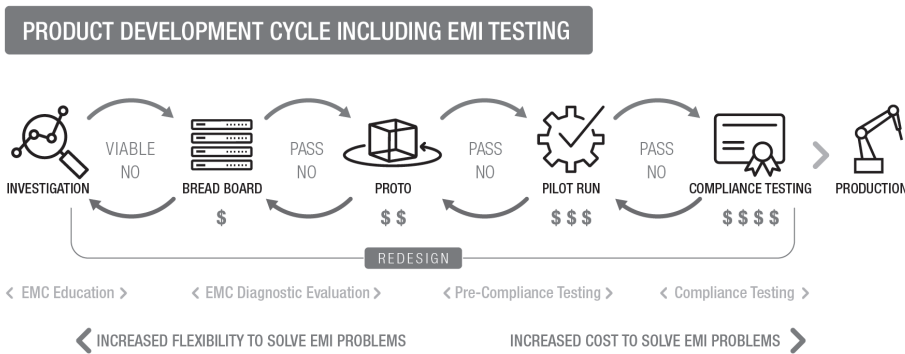 PRODUCT DEVELOPMENT CYCLE INCLUDING EMI TESTING
VIABLE
NO
PASS
NO
PASS
NO
PASS
NO
INVESTIGATION
BREAD BOARD
PROTO
PILOT RUN
COMPLIANCE TESTING
PRODUCTION
$
$ $
$ $ $
$ $ $ $
REDESIGN
< EMC Education >
< EMC Diagnostic Evaluation >
< Pre-Compliance Testing >
< Compliance Testing >
INCREASED FLEXIBILITY TO SOLVE EMI PROBLEMS
INCREASED COST TO SOLVE EMI PROBLEMS